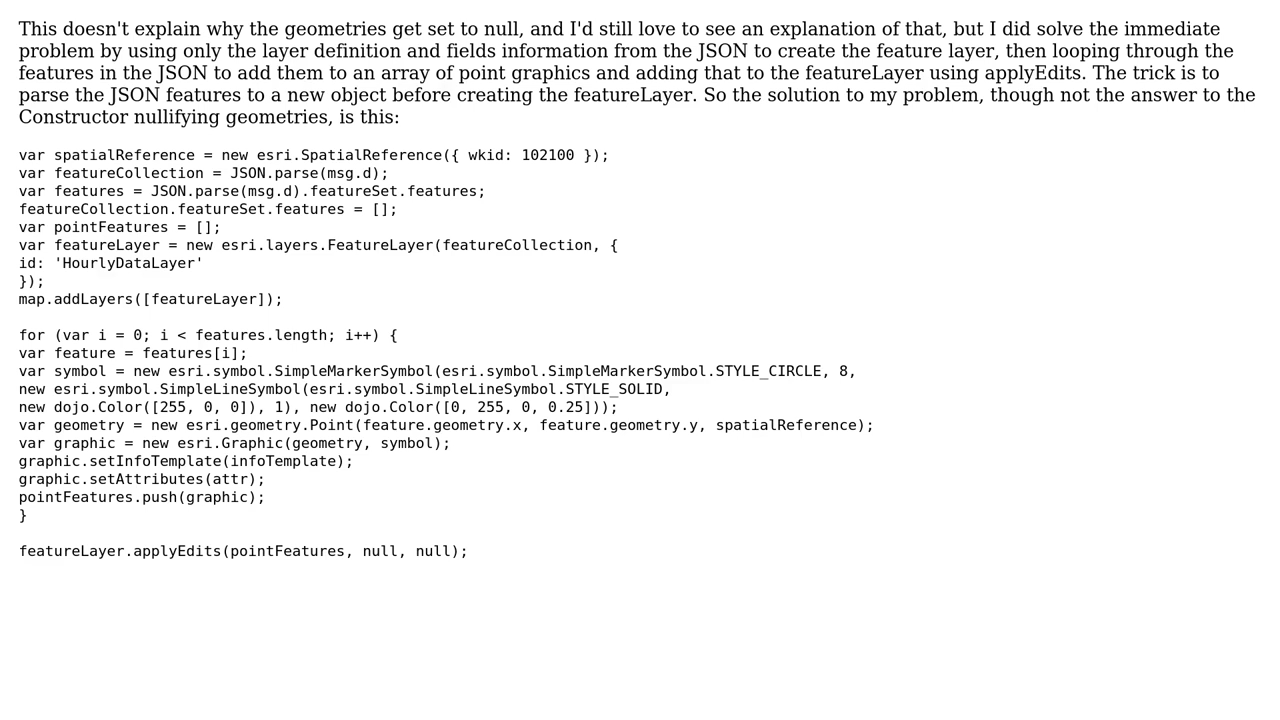 This doesn't explain why the geometries get set to null, and I'd still love to see an explanation of that, but I did solve the immediate
problem by using only the layer definition and fields information from the JSON to create the feature layer, then looping through the
features in the JSON to add them to an array of point graphics and adding that to the featureLayer using applyEdits. The trick is to
parse the JSON features to a new object before creating the featureLayer. So the solution to my problem, though not the answer to the
Constructor nullifying geometries, is this:

var spatialReference = new esri.SpatialReference({ wkid: 102100 });
var featureCollection = JSON.parse(msg.d);
var features = JSON.parse(msg.d).featureSet.features;
featureCollection.featureSet.features = [];
var pointFeatures = [];
var featureLayer = new esri.layers.FeatureLayer(featureCollection, {
id: 'HourlyDataLayer'
});
map.addLayers([featureLayer]);

for (var i = 0; i < features.length; i++) {
var feature = features[i];
var symbol = new esri.symbol.SimpleMarkerSymbol(esri.symbol.SimpleMarkerSymbol.STYLE_CIRCLE, 8,
new esri.symbol.SimpleLineSymbol(esri.symbol.SimpleLineSymbol.STYLE_SOLID,
new dojo.Color([255, 0, 0]), 1), new dojo.Color([0, 255, 0, 0.25]));
var geometry = new esri.geometry.Point(feature.geometry.x, feature.geometry.y, spatialReference);
var graphic = new esri.Graphic(geometry, symbol);
graphic.setInfoTemplate(infoTemplate);
graphic.setAttributes(attr);
pointFeatures.push(graphic);
}

featureLayer.applyEdits(pointFeatures, null, null);